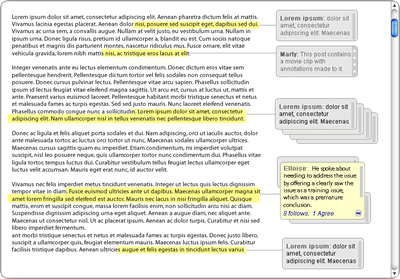 Lorem ipsum dolor sit amet, consectetur adipiscing elit. Aenean pharetra dictum felis at mattis.
Vivamus lacinia egestas placerat. Aenean dolor nisi, posuere sed suscipit eget, dapibus sed dui.
Vivamus ac urna sem, a convallis augue. Nullam at velit justo, eu vestibulum urna. Nullam in
ipsum urna. Donec ligula risus, pretium id ullamcorper a, blandit eu est. Cum sociis natoque
penatibus et magnis dis parturient montes, nascetur ridiculus mus. Fusce ornare, elit vitae
vehicula gravida, lorem nibh mattis nisi, ac tristique eros lacus at elit.
Integer venenatis ante eu lectus elementum condimentum. Donec dictum eros vitae sem
pellentesque hendrerit. Pellentesque dictum tortor vel felis sodales non consequat tellus
posuere. Donec cursus pulvinar lectus. Pellentesque vitae arcu sapien. Phasellus sollicitudin
ipsum id lectus feugiat vitae eleifend magna sagittis. Ut arcu est, cursus at luctus ut, mattis et
ante. Praesent varius euismod laoreet. Pellentesque habitant morbi tristique senectus et netus
et malesuada fames ac turpis egestas. Sed nunc justo mauris. Nunc laoreet eleifend venenatis.
Phasellus commodo congue nunc a sollicitudin. Lorem ipsum dolor sit amet, consectetur
adipiscing elit. Nam ullamcorper nisl in tellus venenatis nec pellentesque libero tincidunt.
Donec ac ligula et felis aliquet porta sodales et dui. Nam adipiscing, orci ut iaculis auctor, dolor
ante malesuada tortor, ac luctus orci tortor ut nunc. Maecenas sodales ullamcorper ultrices.
Maecenas cursus sagittis quam eu imperdiet. Etiam condimentum, nisl et imperdiet volutpat
suscipit, nisl leo posuere neque, quis ullamcorper metus nunc condimentum dui. Phasellus vitae
ligula tortor, tempus luctus dui. Curabitur vestibulum tellus feugiat lectus ullamcorper eget
luctus velit accumsan. Mauris eget erat nunc, id auctor velit.
Vivamus nec felis imperdiet metus tincidunt venenatis. Integer ut lectus quis lectus dignissim
tempor vitae in diam. Fusce euismod ultricies ante ut dapibus. Maecenas ullamcorper magna sit
amet lorem fringilla sed eleifend est auctor. Mauris nec lacus in nisi fringilla aliquet. Quisque
mattis, enim et suscipit congue, massa lorem facilisis enim, non sollicitudin arcu nisi ac diam.
Suspendisse dignissim adipiscing urna eget aliquet. Aenean a augue diam, nec aliquet ante.
Maecenas ut consectetur nisl. Ut ac placerat ipsum. Aenean ac dolor turpis. Curabitur et nisl sed
libero imperdiet fermentum.
ant morbi tristique senectus et netus et malesuada fames ac turpis egestas. Donec justo libero,
suscipit a ullamcorper quis, feugiat elementum mauris. Maecenas luctus ipsum felis. Curabitur
facilisis tristique dapibus. Aenean ultricies augue et felis egestas in tincidunt lectus varius
Lorem ipsum: dolor sit
amet, consectetur
adipiscing elit. Maecenas
Marly: This post contains
a movie clip with
annotations made to it.
Lorem ipsum: dolor sit
amet, consectetur
adipiscing elit. Maecenas
Elloise: He spoke about
needing to address the issue
by offering a clearly saw the
issue as a training issue,
which was a premature
conclusion.
8 follows, 1 Agree
Lorem ipsum: dolor sit
amet, consectetur
adipiscing elit. Maecenas